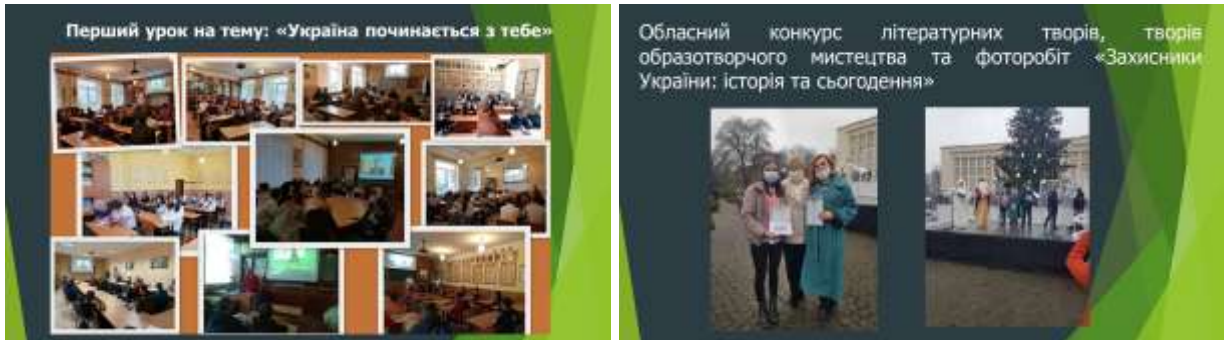 Перший урок на тему: «Україна починається з тебе»
Обласний конкурс літературних творів, творів
образотворчого мистецтва та фоторобіт «Захисники
України: історія та сьогодення»